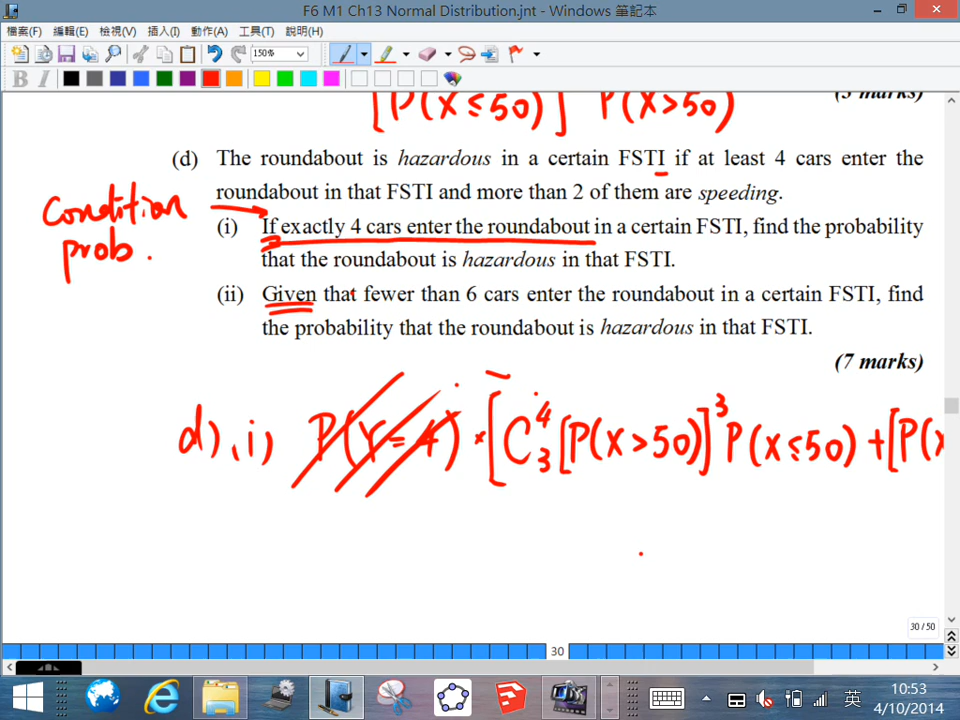 F6 M1 Ch13 Normal Distribution.jnt - Windows 筆記本
檔案(F) 編輯(E) 檢視(V) 插入(I) 動作(A) 工具(T) 說明(H)
150%
B I
[P(X≤50)] P(X>50)
(3 marks)
(d) The roundabout is hazardous in a certain FSTI if at least 4 cars enter the
roundabout in that FSTI and more than 2 of them are speeding.
Condition
prob.
(i) If exactly 4 cars enter the roundabout in a certain FSTI, find the probability
that the roundabout is hazardous in that FSTI.
(ii) Given that fewer than 6 cars enter the roundabout in a certain FSTI, find
the probability that the roundabout is hazardous in that FSTI.
(7 marks)
d), i) P(Y=4) × [C⁴₃ [P(X>50)]³ P(X≤50) + [P(X
30 / 50
30
英
10:53
4/10/2014